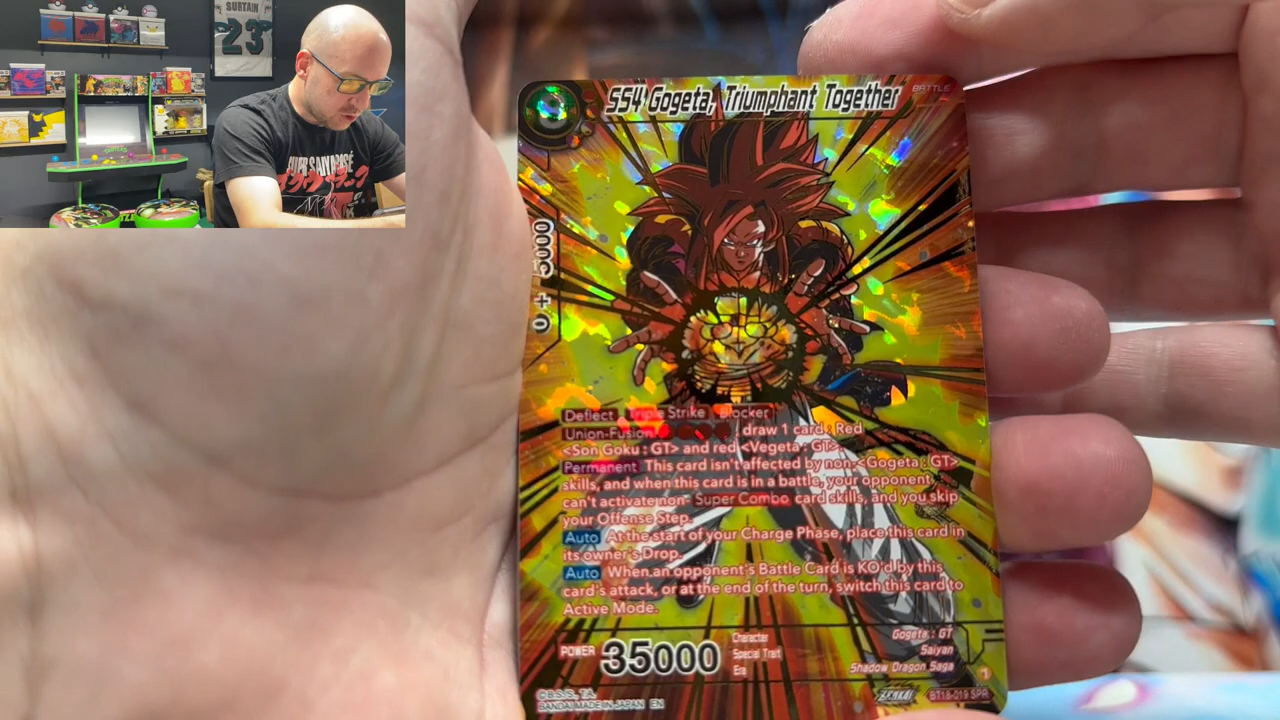 SURTAIN
23
SS4 Gogeta, Triumphant Together
BATTLE
0 + 5000
Deflect Triple Strike Blocker
Union-Fusion draw 1 card : Red
<Son Goku : GT> and red <Vegeta : GT>
Permanent This card isn't affected by non-<Gogeta : GT>
skills, and when this card is in a battle, your opponent
can't activate non- Super Combo card skills, and you skip
your Offense Step.
Auto At the start of your Charge Phase, place this card in
its owner's Drop.
Auto When an opponent's Battle Card is KO'd by this
card's attack, or at the end of the turn, switch this card to
Active Mode.
POWER 35000
Character Gogeta : GT
Special Trait Saiyan
Era Shadow Dragon Saga
1
ZENKAI BT18-019 SPR
BANDAI MADE IN JAPAN EN